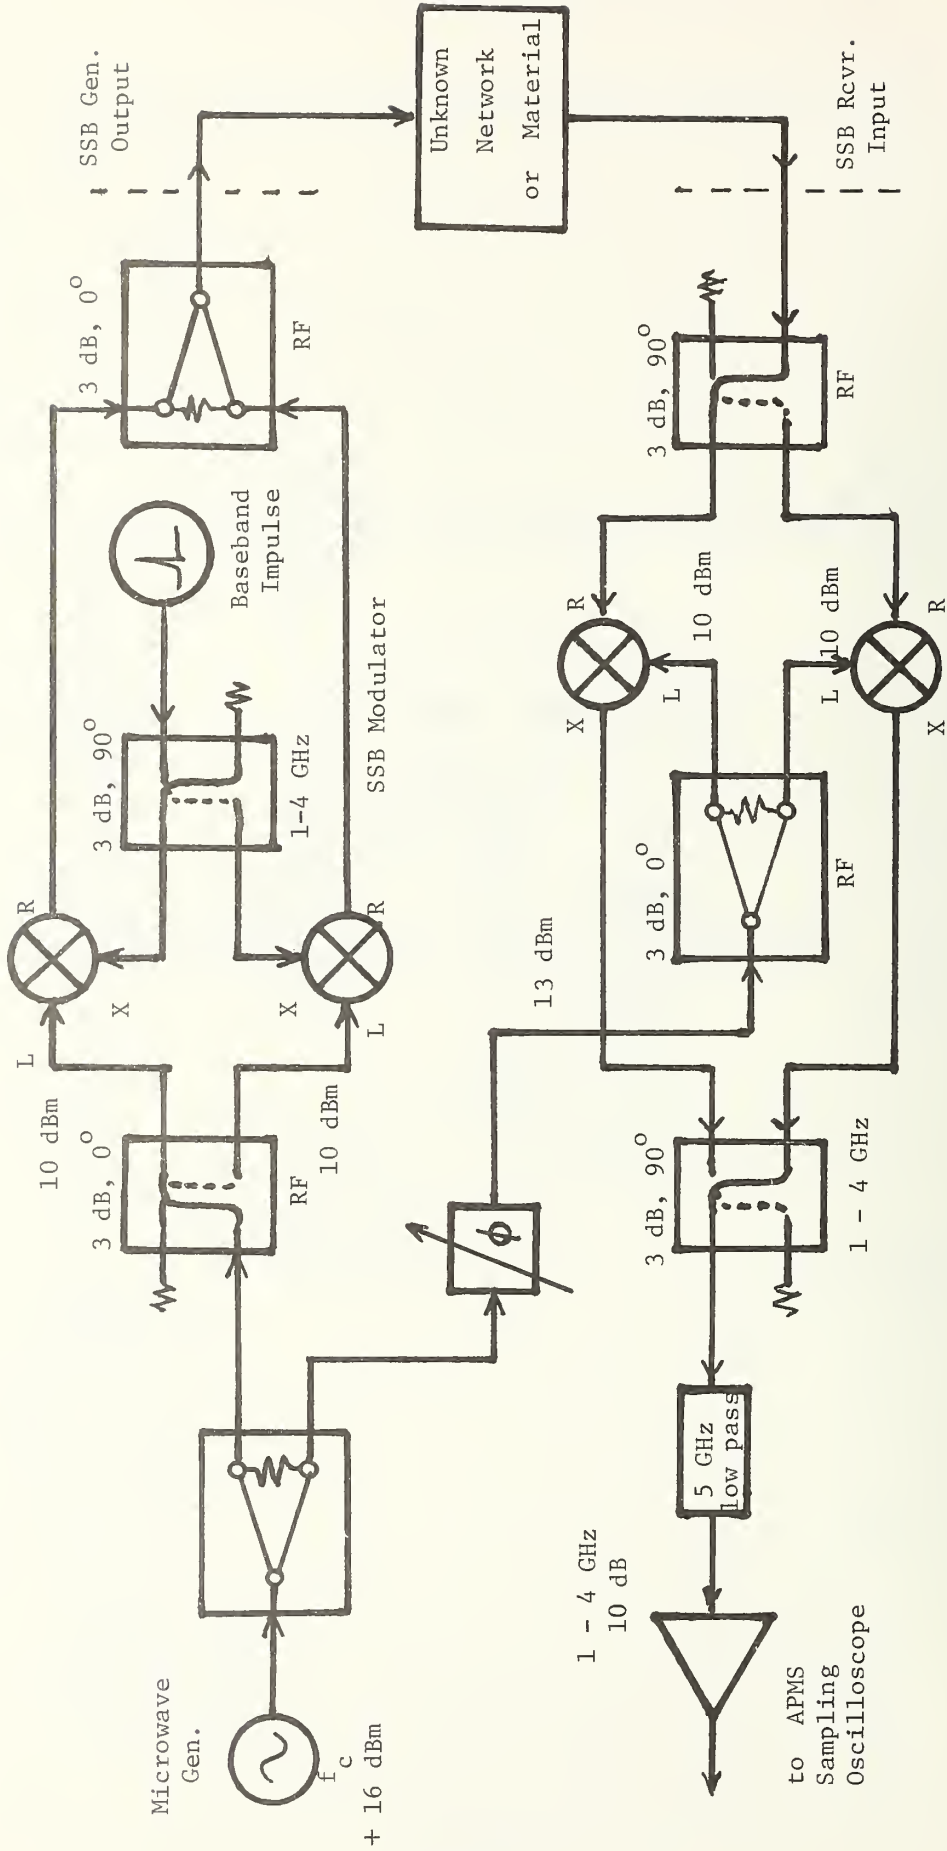 Microwave
Gen.
f c
+ 16 dBm
3 dB, 0°
RF
10 dBm
10 dBm
L
L
X
X
R
R
3 dB, 90°
1-4 GHz
Baseband
Impulse
SSB Modulator
3 dB, 0°
RF
SSB Gen.
Output
Unknown
Network
or Material
SSB Rcvr.
Input
3 dB, 90°
RF
R
R
10 dBm
10 dBm
L
L
X
X
3 dB, 0°
RF
13 dBm
ϕ
3 dB, 90°
1 - 4 GHz
5 GHz
low pass
1 - 4 GHz
10 dB
to APMS
Sampling
Oscilloscope